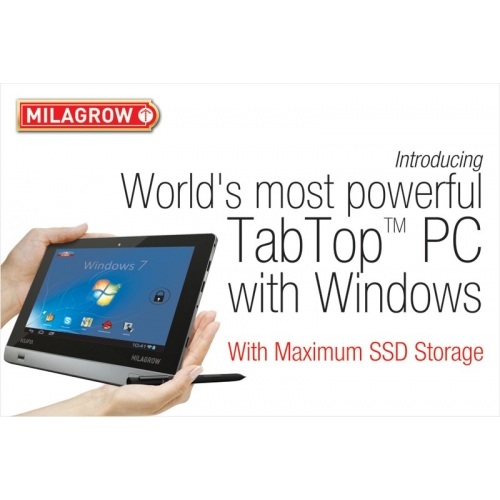 MILAGROW
Introducing
World's most powerful
TabTop™ PC
with Windows
With Maximum SSD Storage
Windows 7
10:41
MILAGROW